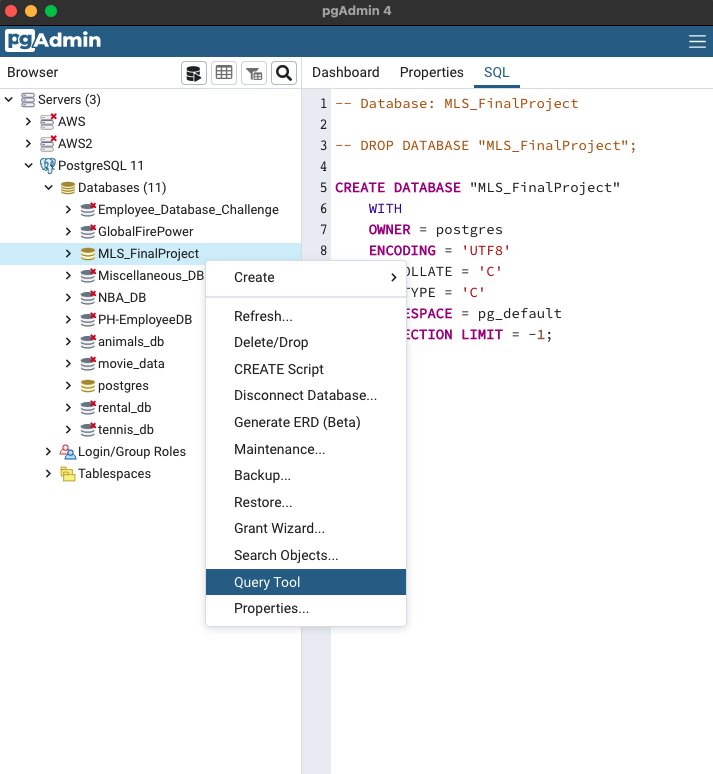 pgAdmin 4
pgAdmin
Browser
Dashboard Properties SQL
Servers (3)
AWS
AWS2
PostgreSQL 11
Databases (11)
Employee_Database_Challenge
GlobalFirePower
MLS_FinalProject
Miscellaneous_DB
NBA_DB
PH-EmployeeDB
animals_db
movie_data
postgres
rental_db
tennis_db
Login/Group Roles
Tablespaces
Create
Refresh...
Delete/Drop
CREATE Script
Disconnect Database...
Generate ERD (Beta)
Maintenance...
Backup...
Restore...
Grant Wizard...
Search Objects...
Query Tool
Properties...
1 -- Database: MLS_FinalProject
2
3 -- DROP DATABASE "MLS_FinalProject";
4
5 CREATE DATABASE "MLS_FinalProject"
6 WITH
7 OWNER = postgres
8 ENCODING = 'UTF8'
OLLATE = 'C'
TYPE = 'C'
ESPACE = pg_default
ECTION LIMIT = -1;